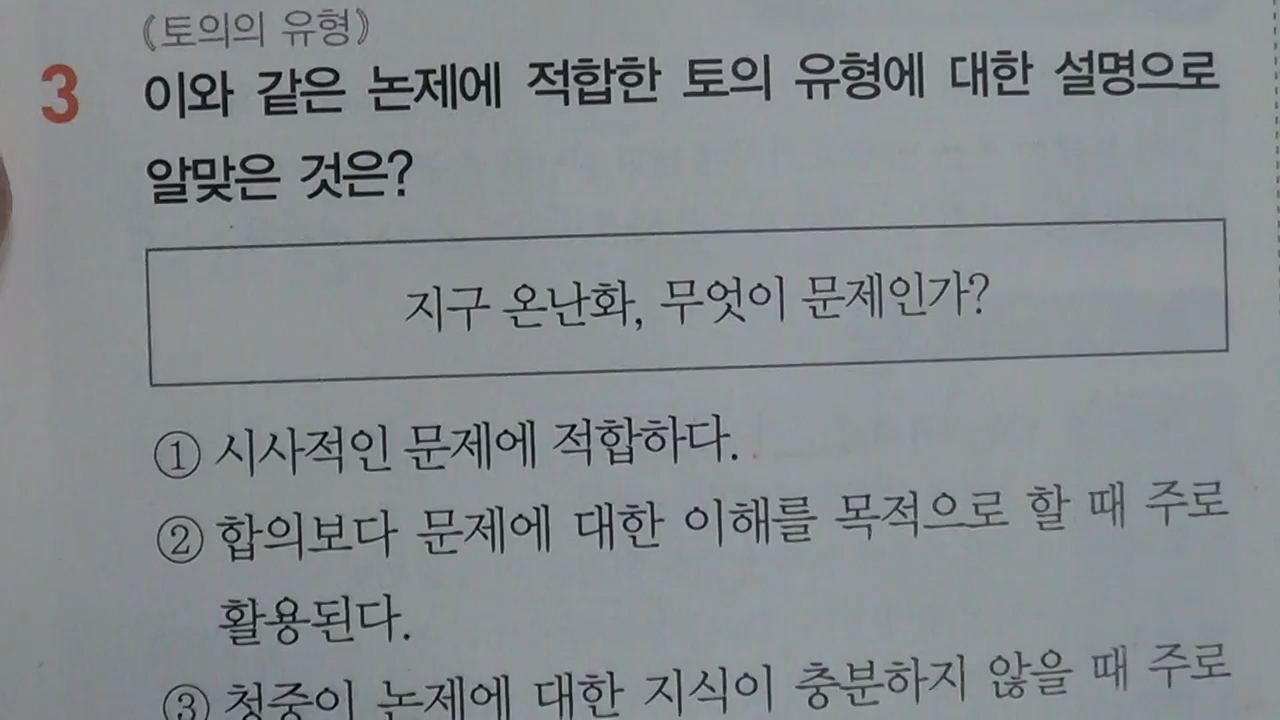 《토의의 유형》
3 이와 같은 논제에 적합한 토의 유형에 대한 설명으로
알맞은 것은?
지구 온난화, 무엇이 문제인가?
① 시사적인 문제에 적합하다.
② 합의보다 문제에 대한 이해를 목적으로 할 때 주로
활용된다.
③ 청중이 논제에 대한 지식이 충분하지 않을 때 주로